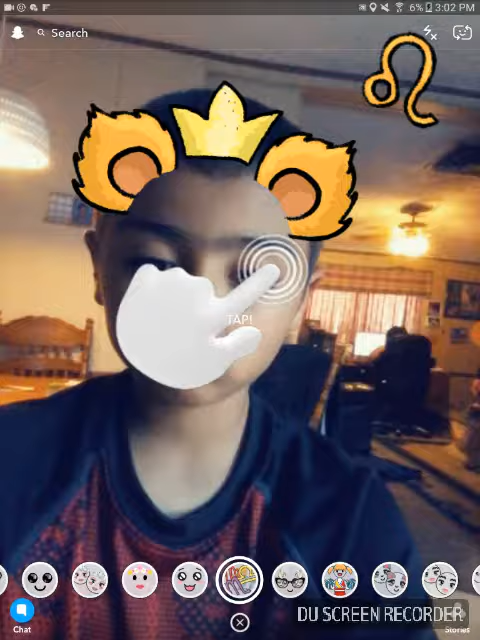 6% 3:02 PM
Search
TAP!
DU SCREEN RECORDER
Chat
Stories